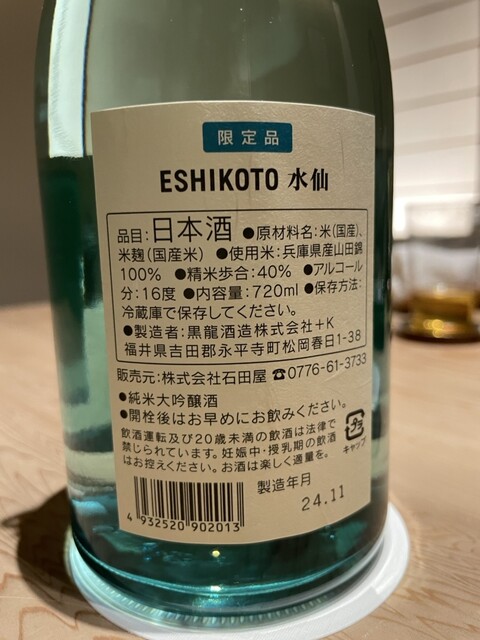 限定品
ESHIKOTO 水仙
品目:日本酒 ●原材料名:米(国産)、
米麹(国産米) ●使用米:兵庫県産山田錦
100% ●精米歩合:40% ●アルコール
分:16度 ●内容量:720ml ●保存方法:
冷蔵庫で保存してください。
●製造者:黒龍酒造株式会社+K
福井県吉田郡永平寺町松岡春日1-38
販売元:株式会社石田屋 ☎0776-61-3733
●純米大吟醸酒
●開栓後はお早めにお飲みください。
飲酒運転及び20歳未満の飲酒は法律で
禁じられています。妊娠中・授乳期の飲酒
はお控えください。お酒は楽しく適量を。
プラ
キャップ
製造年月
24.11
4 932520 902013